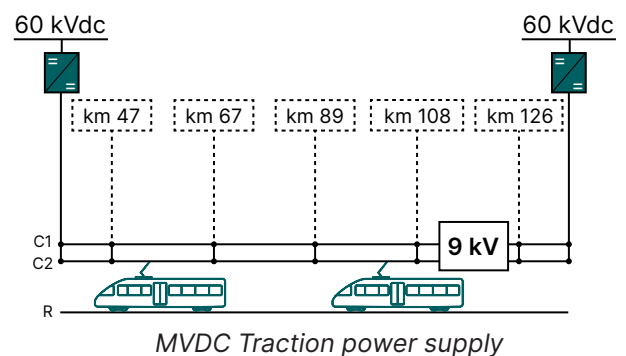 60 kVdc
60 kVdc
km 47
km 67
km 89
km 108
km 126
C1
C2
9 kV
R
MVDC Traction power supply